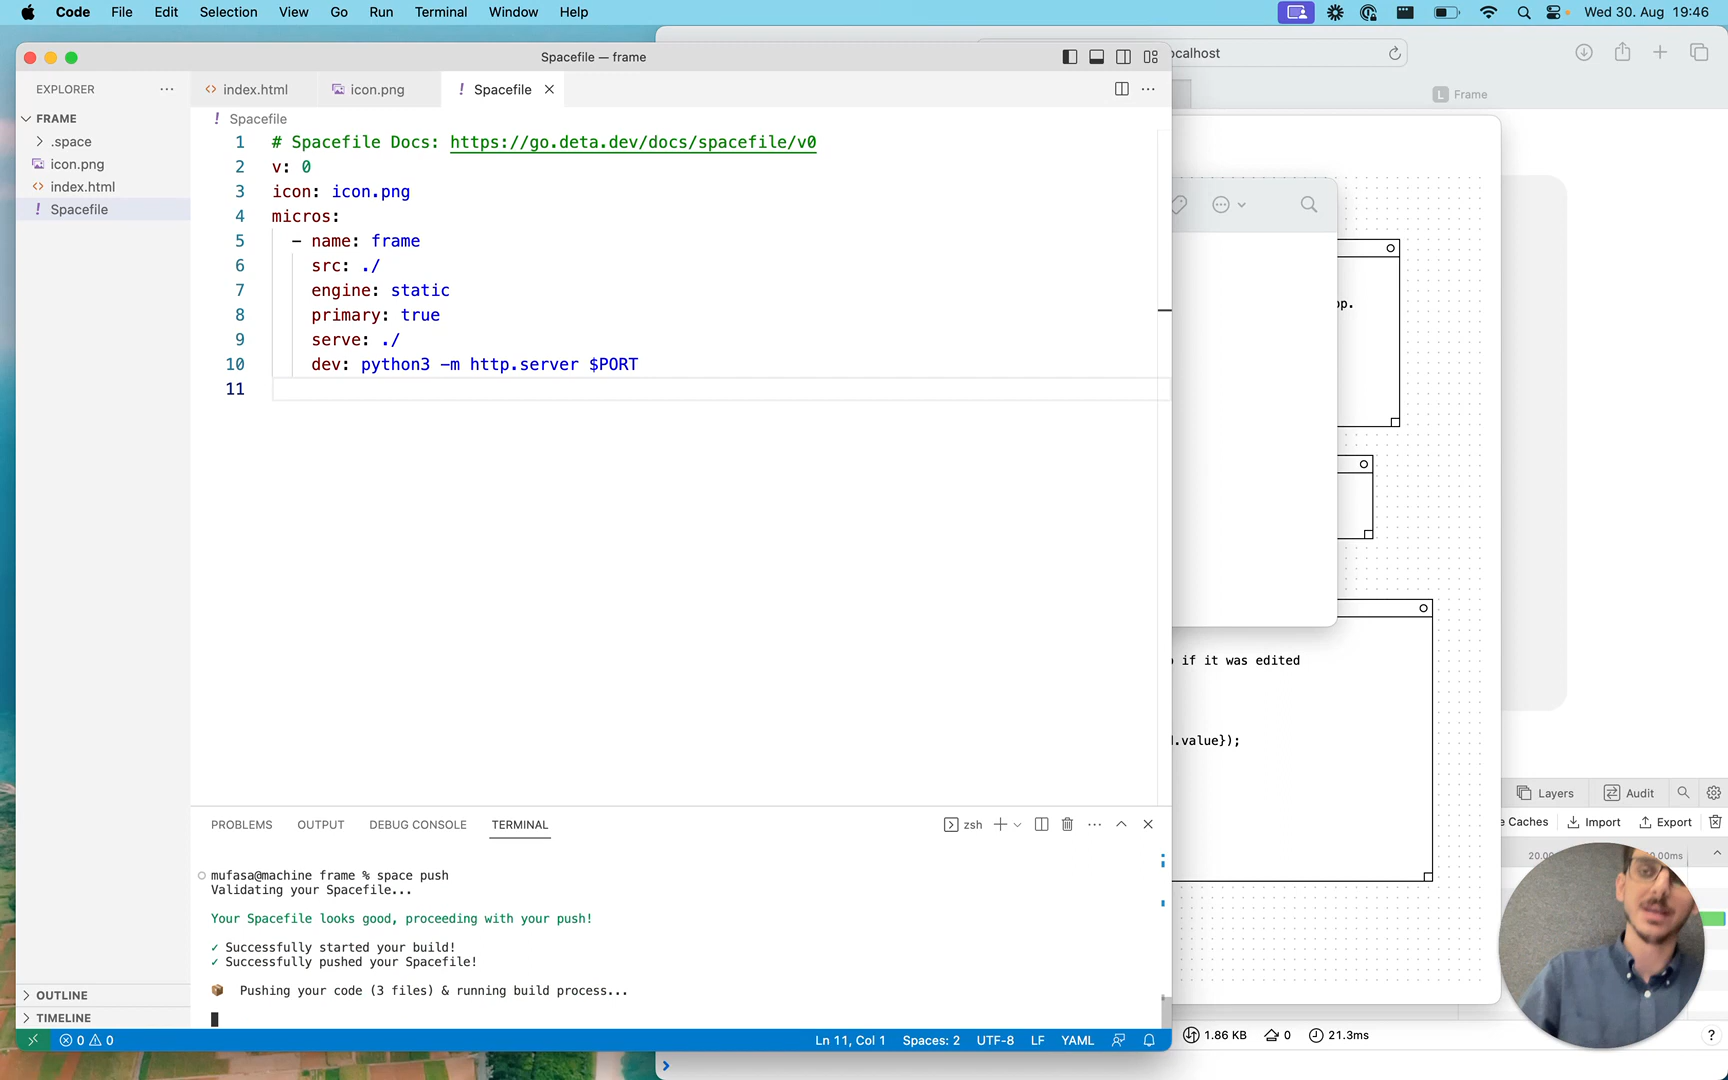 Code File Edit Selection View Go Run Terminal Window Help
Wed 30. Aug 19:46
Spacefile — frame
EXPLORER
index.html
icon.png
! Spacefile
FRAME
.space
icon.png
index.html
! Spacefile
! Spacefile
1 # Spacefile Docs: https://go.deta.dev/docs/spacefile/v0
2 v: 0
3 icon: icon.png
4 micros:
5 - name: frame
6 src: ./
7 engine: static
8 primary: true
9 serve: ./
10 dev: python3 -m http.server $PORT
11
PROBLEMS OUTPUT DEBUG CONSOLE TERMINAL
zsh
mufasa@machine frame % space push
Validating your Spacefile...
Your Spacefile looks good, proceeding with your push!
✓ Successfully started your build!
✓ Successfully pushed your Spacefile!
Pushing your code (3 files) & running build process...
OUTLINE
TIMELINE
0 0
Ln 11, Col 1 Spaces: 2 UTF-8 LF YAML
ocalhost
L Frame
op.
if it was edited
.value});
Layers Audit
e Caches Import Export
20.0
0.00ms
1.86 KB 0 21.3ms
?